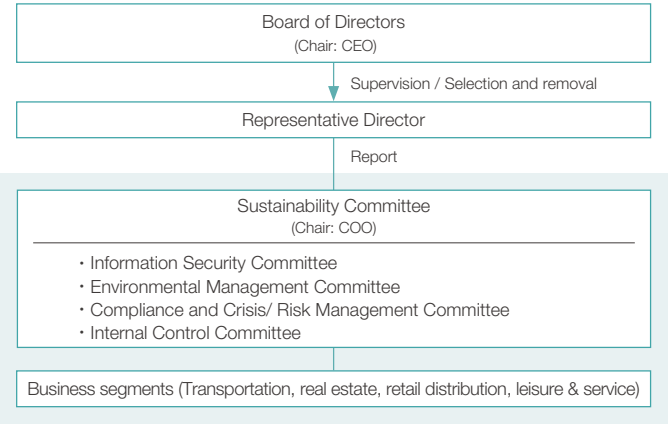 Board of Directors
(Chair: CEO)
Supervision / Selection and removal
Representative Director
Report
Sustainability Committee
(Chair: COO)
・Information Security Committee
・Environmental Management Committee
・Compliance and Crisis/ Risk Management Committee
・Internal Control Committee
Business segments (Transportation, real estate, retail distribution, leisure & service)